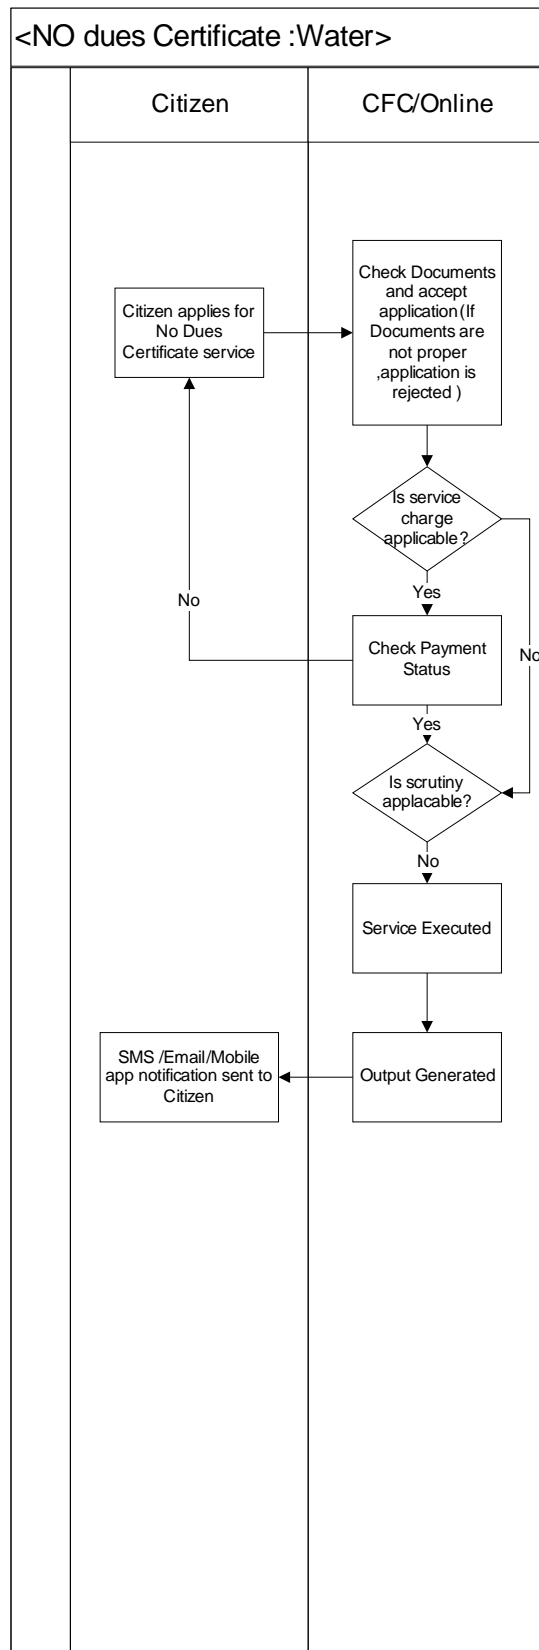 <NO dues Certificate :Water>
Citizen
CFC/Online
Citizen applies for
No Dues
Certificate service
Check Documents
and accept
application (If
Documents are
not proper
,application is
rejected )
Is service
charge
applicable?
Yes
No
Check Payment
Status
No
Yes
Is scrutiny
applacable?
No
Service Executed
Output Generated
SMS /Email/Mobile
app notification sent to
Citizen